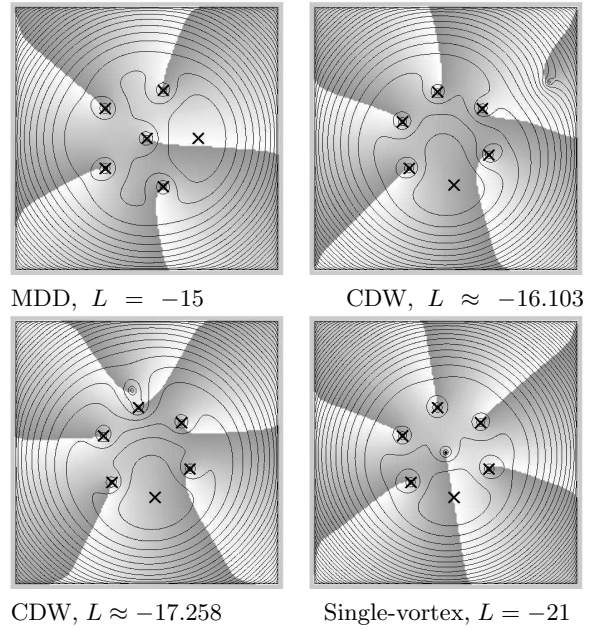 MDD, L = −15
CDW, L ≈ −16.103
CDW, L ≈ −17.258
Single-vortex, L = −21